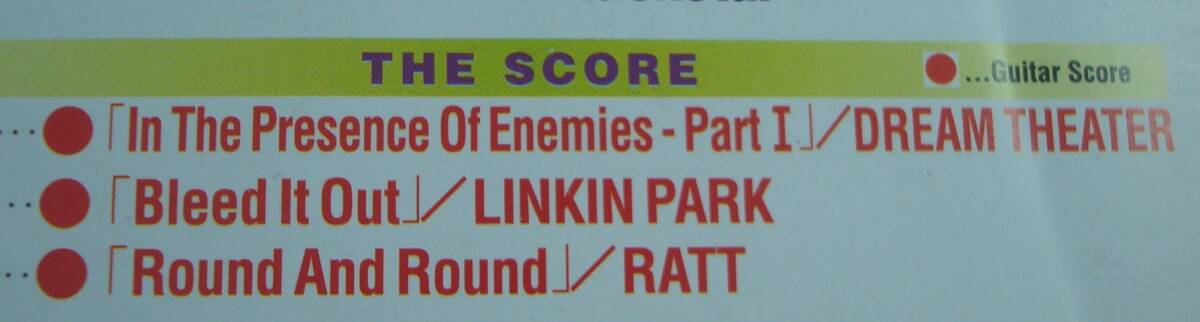 THE SCORE ●...Guitar Score
...●「In The Presence Of Enemies - Part I」/DREAM THEATER
..●「Bleed It Out」/LINKIN PARK
..●「Round And Round」/RATT